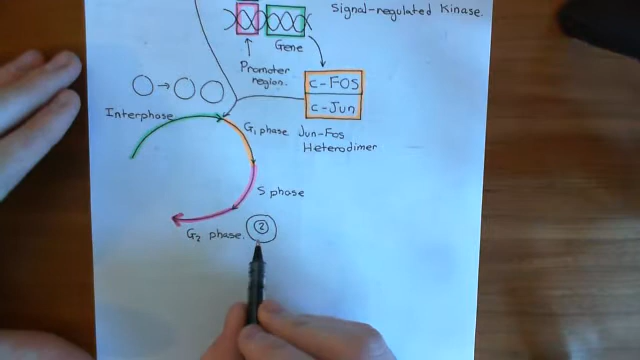 signal-regulated Kinase.
Gene
Promoter
region.
c-FOS
c-Jun
Interphase
G₁ phase
Jun-Fos
Heterodimer
S phase
G₂ phase.
2